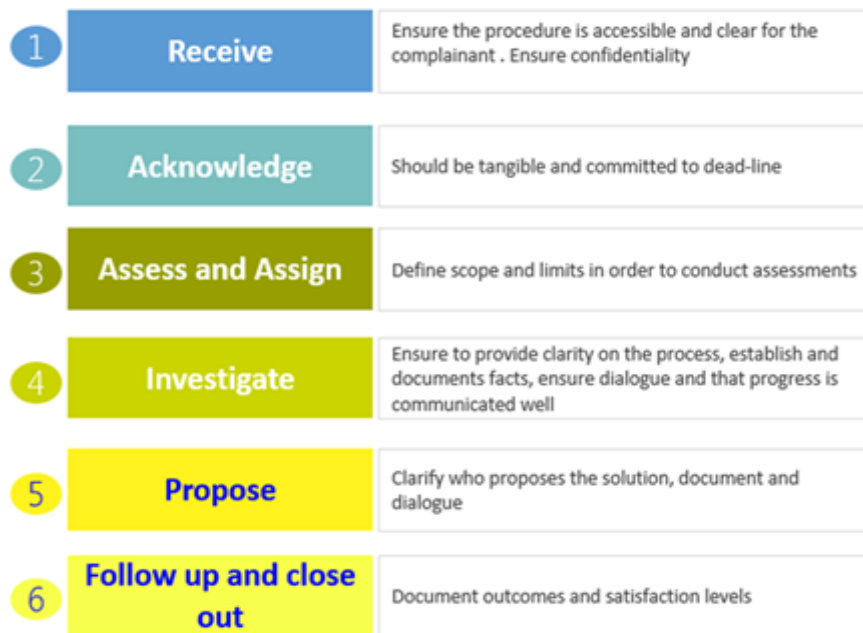 1
Receive
Ensure the procedure is accessible and clear for the
complainant . Ensure confidentiality
2
Acknowledge
Should be tangible and committed to dead-line
3
Assess and Assign
Define scope and limits in order to conduct assessments
4
Investigate
Ensure to provide clarity on the process, establish and
documents facts, ensure dialogue and that progress is
communicated well
5
Propose
Clarify who proposes the solution, document and
dialogue
6
Follow up and close
out
Document outcomes and satisfaction levels